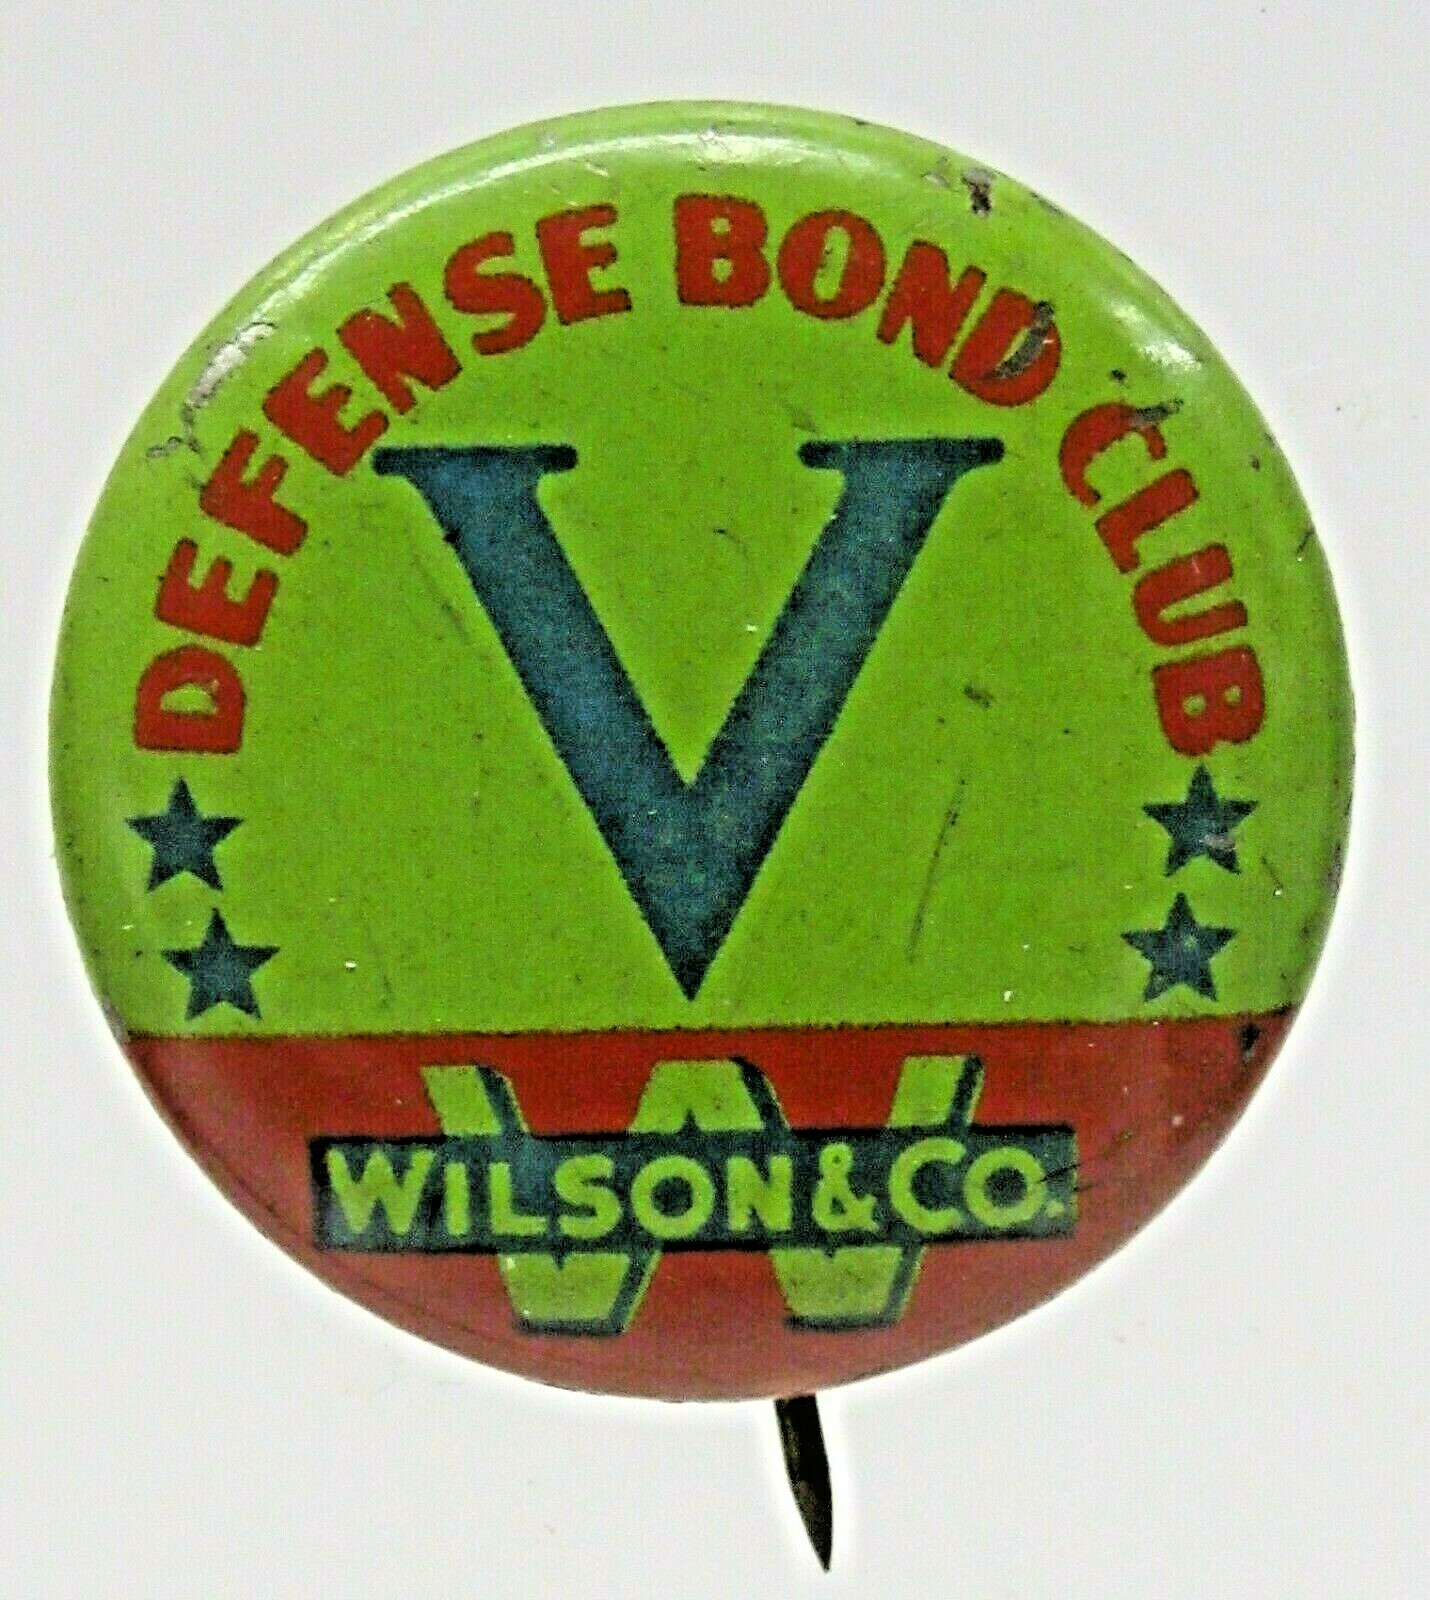 DEFENSE BOND CLUB
V
W
WILSON & CO.